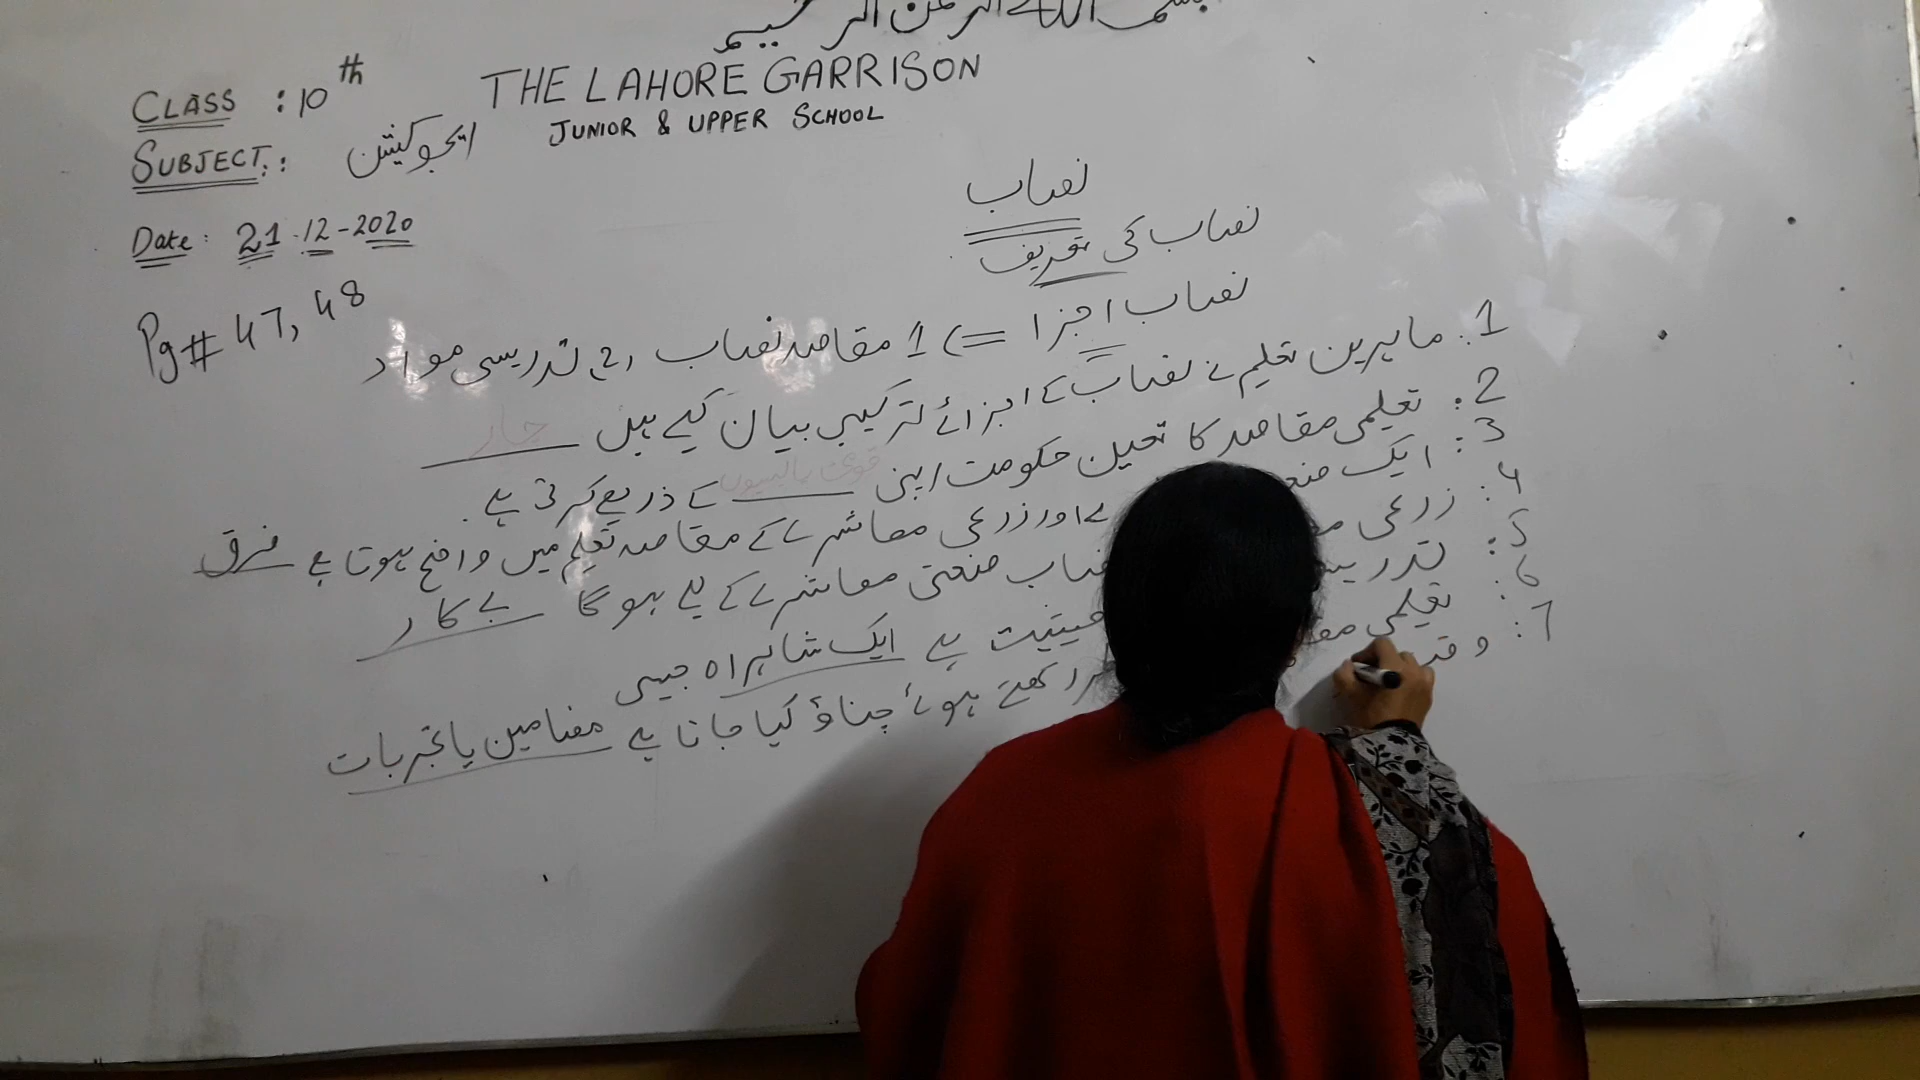 بسم اللہ الرحمن الرحیم
THE LAHORE GARRISON
JUNIOR & UPPER SCHOOL
CLASS : 10th
SUBJECT : ایجوکیشن
Date : 21-12-2020
Pg # 47, 48
نصاب
نصاب کی تعریف
نصاب اجزا => 1 مقاصد نصاب ، 2 تدریسی مواد
1. ماہرین تعلیم نے نصاب کے اجزائے ترکیبی بیان کیے ہیں چار
2. تعلیمی مقاصد کا تعین حکومت اپنی قومی پالیسیوں کے ذریعے کرتی ہے
3. ایک اور زرعی معاشرے کے مقاصد تعلیم میں واضح ہوتا ہے فرق
4. زرعی صنعتی معاشرے کے لیے ہوگا بے کار
5. حیثیت ہے ایک شاہراہ جیسی
6. تعلیمی رکھتے ہوئے چناؤ کیا جاتا ہے مضامین یا تجربات
7. و